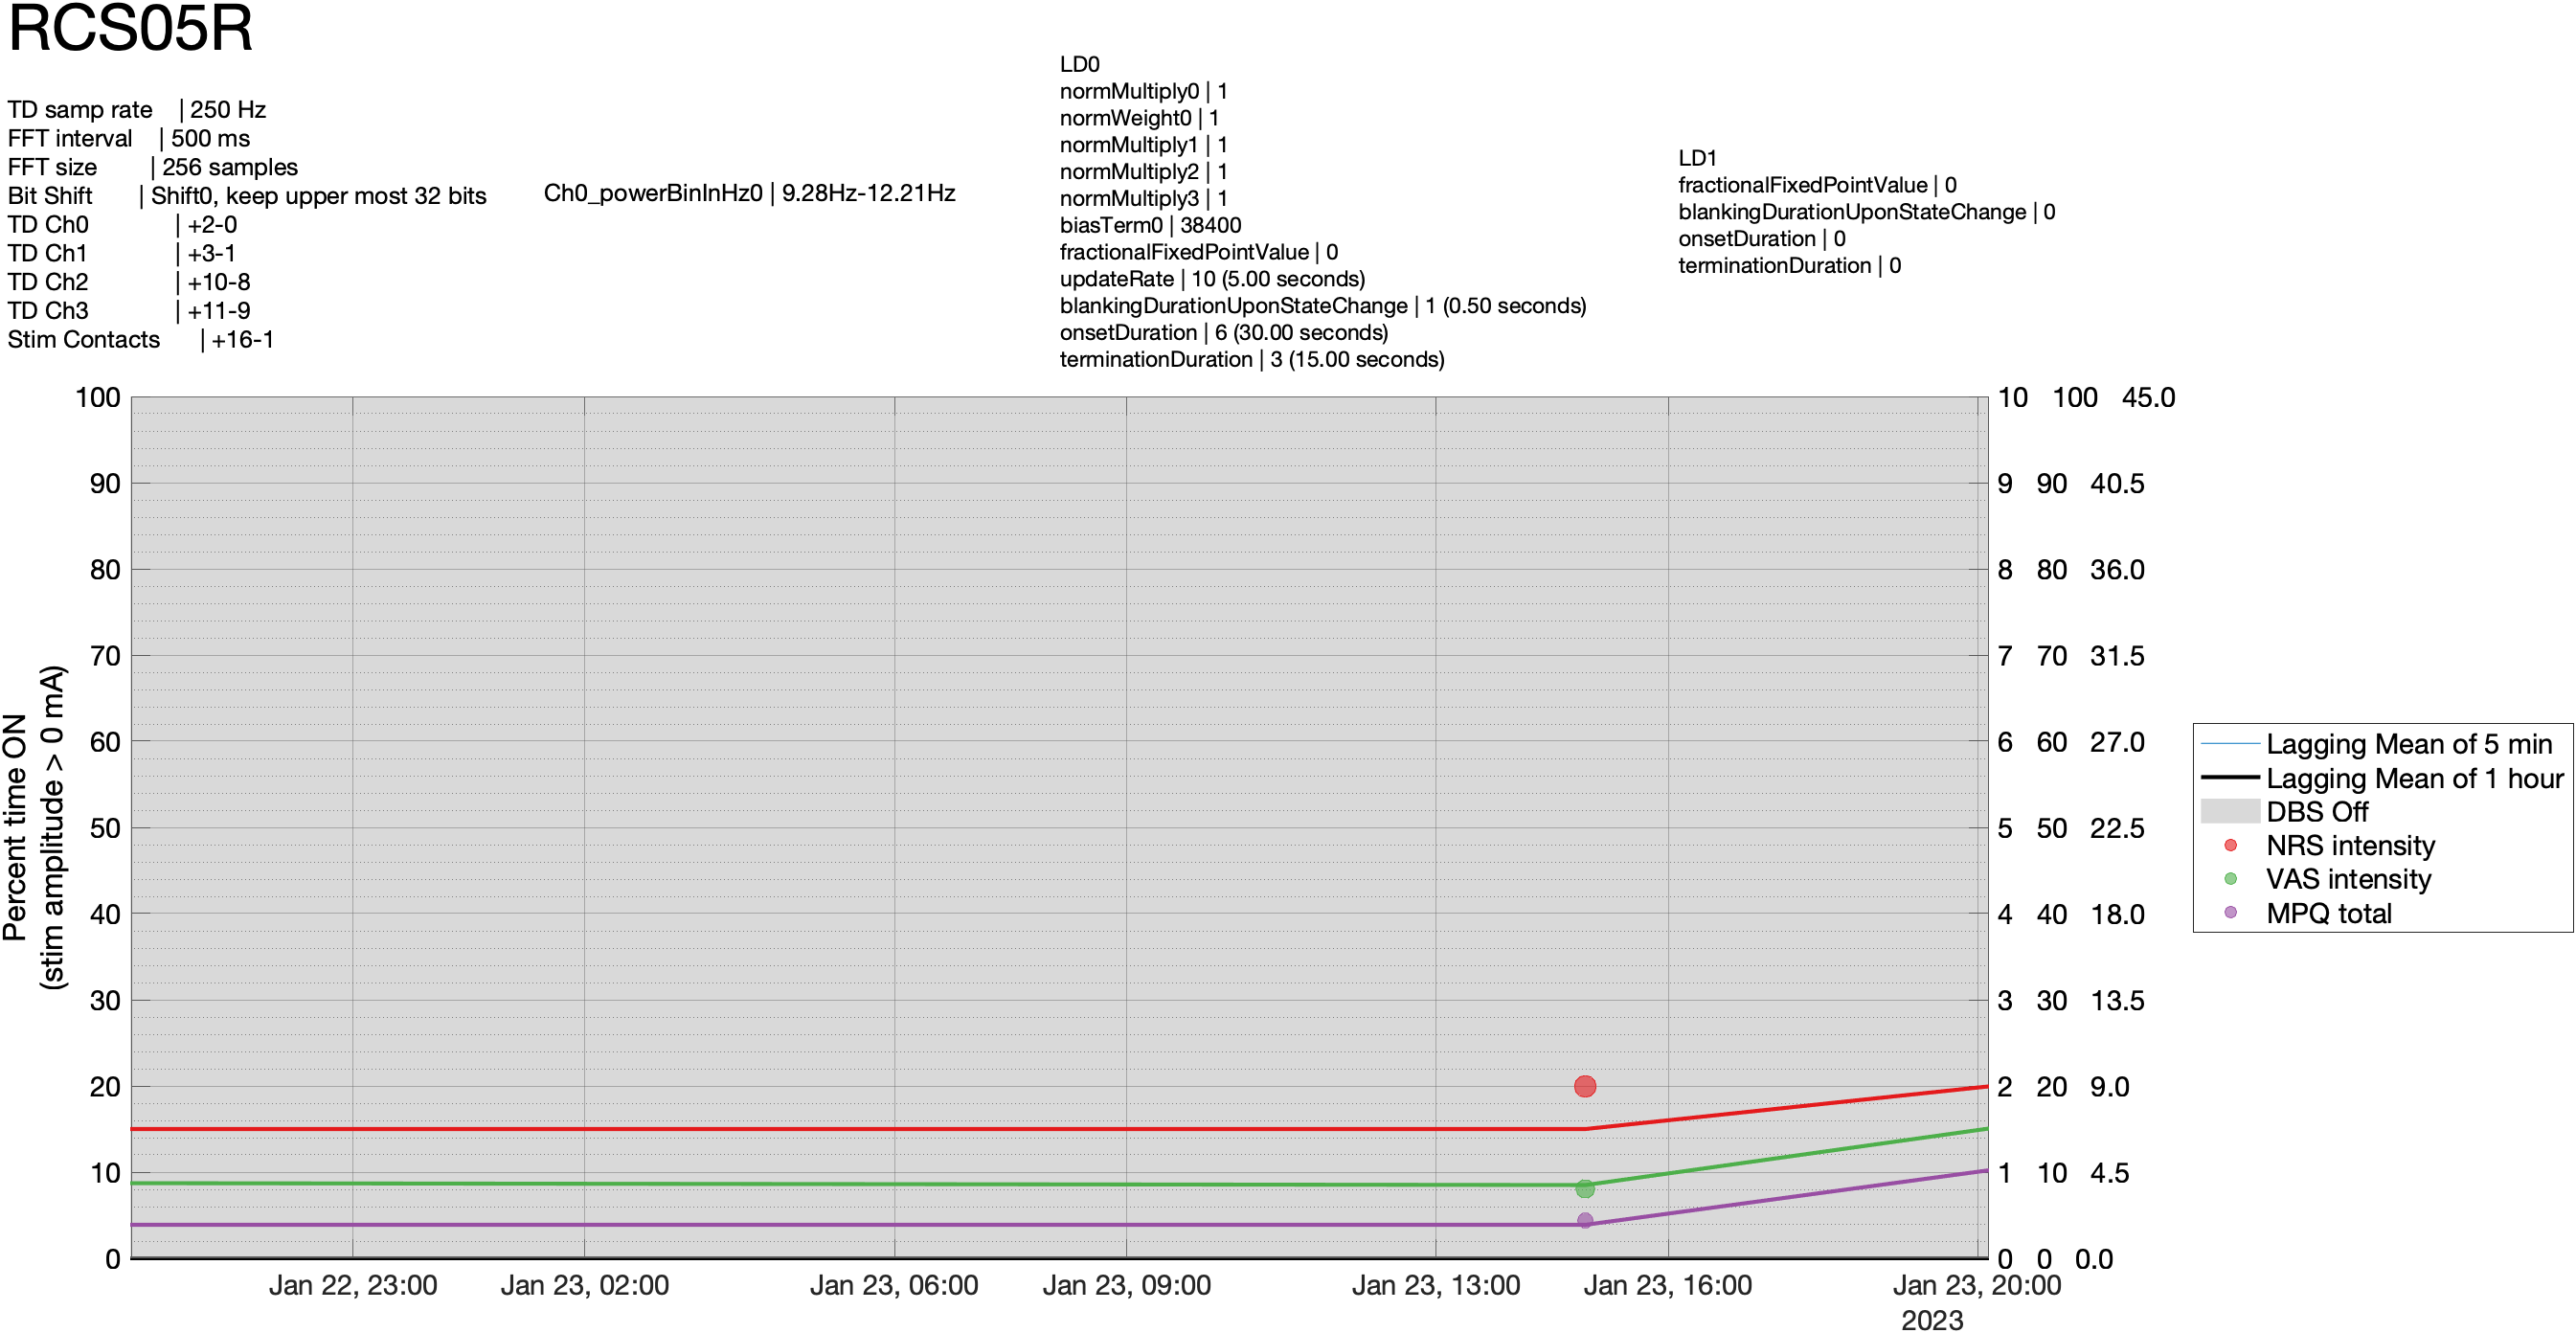 RCS05R
TD samp rate | 250 Hz
FFT interval | 500 ms
FFT size | 256 samples
Bit Shift | Shift0, keep upper most 32 bits
TD Ch0 | +2-0
TD Ch1 | +3-1
TD Ch2 | +10-8
TD Ch3 | +11-9
Stim Contacts | +16-1
Ch0_powerBinInHz0 | 9.28Hz-12.21Hz
LD0
normMultiply0 | 1
normWeight0 | 1
normMultiply1 | 1
normMultiply2 | 1
normMultiply3 | 1
biasTerm0 | 38400
fractionalFixedPointValue | 0
updateRate | 10 (5.00 seconds)
blankingDurationUponStateChange | 1 (0.50 seconds)
onsetDuration | 6 (30.00 seconds)
terminationDuration | 3 (15.00 seconds)
LD1
fractionalFixedPointValue | 0
blankingDurationUponStateChange | 0
onsetDuration | 0
terminationDuration | 0
Percent time ON
(stim amplitude > 0 mA)
100
90
80
70
60
50
40
30
20
10
0
10 100 45.0
9 90 40.5
8 80 36.0
7 70 31.5
6 60 27.0
5 50 22.5
4 40 18.0
3 30 13.5
2 20 9.0
1 10 4.5
0 0 0.0
Jan 22, 23:00
Jan 23, 02:00
Jan 23, 06:00
Jan 23, 09:00
Jan 23, 13:00
Jan 23, 16:00
Jan 23, 20:00
2023
Lagging Mean of 5 min
Lagging Mean of 1 hour
DBS Off
NRS intensity
VAS intensity
MPQ total